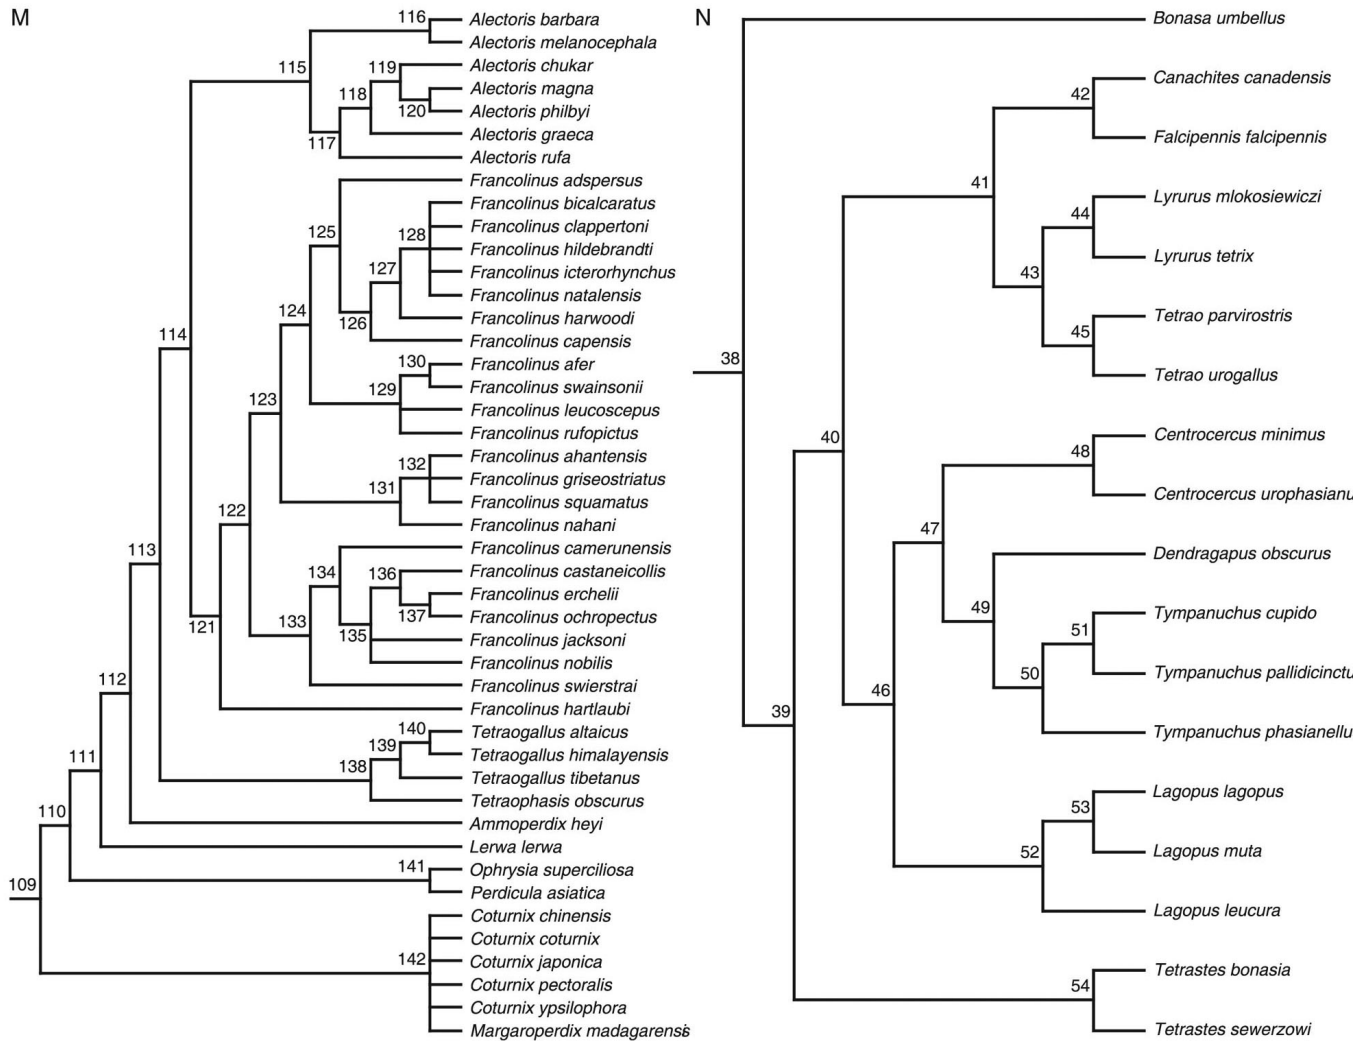 M
116
Alectoris barbara
Alectoris melanocephala
115
119
Alectoris chukar
118
Alectoris magna
120
Alectoris philbyi
117
Alectoris graeca
Alectoris rufa
Francolinus adspersus
Francolinus bicalcaratus
125
128
Francolinus clappertoni
Francolinus hildebrandti
127
Francolinus icterorhynchus
Francolinus natalensis
124
126
Francolinus harwoodi
114
Francolinus capensis
130
Francolinus afer
129
Francolinus swainsonii
123
Francolinus leucoscepus
Francolinus rufopictus
132
Francolinus ahantensis
131
Francolinus griseostriatus
122
Francolinus squamatus
Francolinus nahani
113
Francolinus camerunensis
134
136
Francolinus castaneicollis
Francolinus erchelii
121
133
135
137
Francolinus ochropectus
Francolinus jacksoni
Francolinus nobilis
112
Francolinus swierstrai
Francolinus hartlaubi
140
Tetraogallus altaicus
111
139
Tetraogallus himalayensis
138
Tetraogallus tibetanus
Tetraophasis obscurus
110
Ammoperdix heyi
Lerwa lerwa
109
141
Ophrysia superciliosa
Perdicula asiatica
Coturnix chinensis
Coturnix coturnix
142
Coturnix japonica
Coturnix pectoralis
Coturnix ypsilophora
Margaroperdix madagarensis
N
Bonasa umbellus
42
Canachites canadensis
Falcipennis falcipennis
41
44
Lyrurus mlokosiewiczi
43
Lyrurus tetrix
45
Tetrao parvirostris
38
Tetrao urogallus
40
48
Centrocercus minimus
Centrocercus urophasianu
47
Dendragapus obscurus
49
51
Tympanuchus cupido
50
Tympanuchus pallidicinctu
46
39
Tympanuchus phasianellu
53
Lagopus lagopus
52
Lagopus muta
Lagopus leucura
54
Tetrastes bonasia
Tetrastes sewerzowi